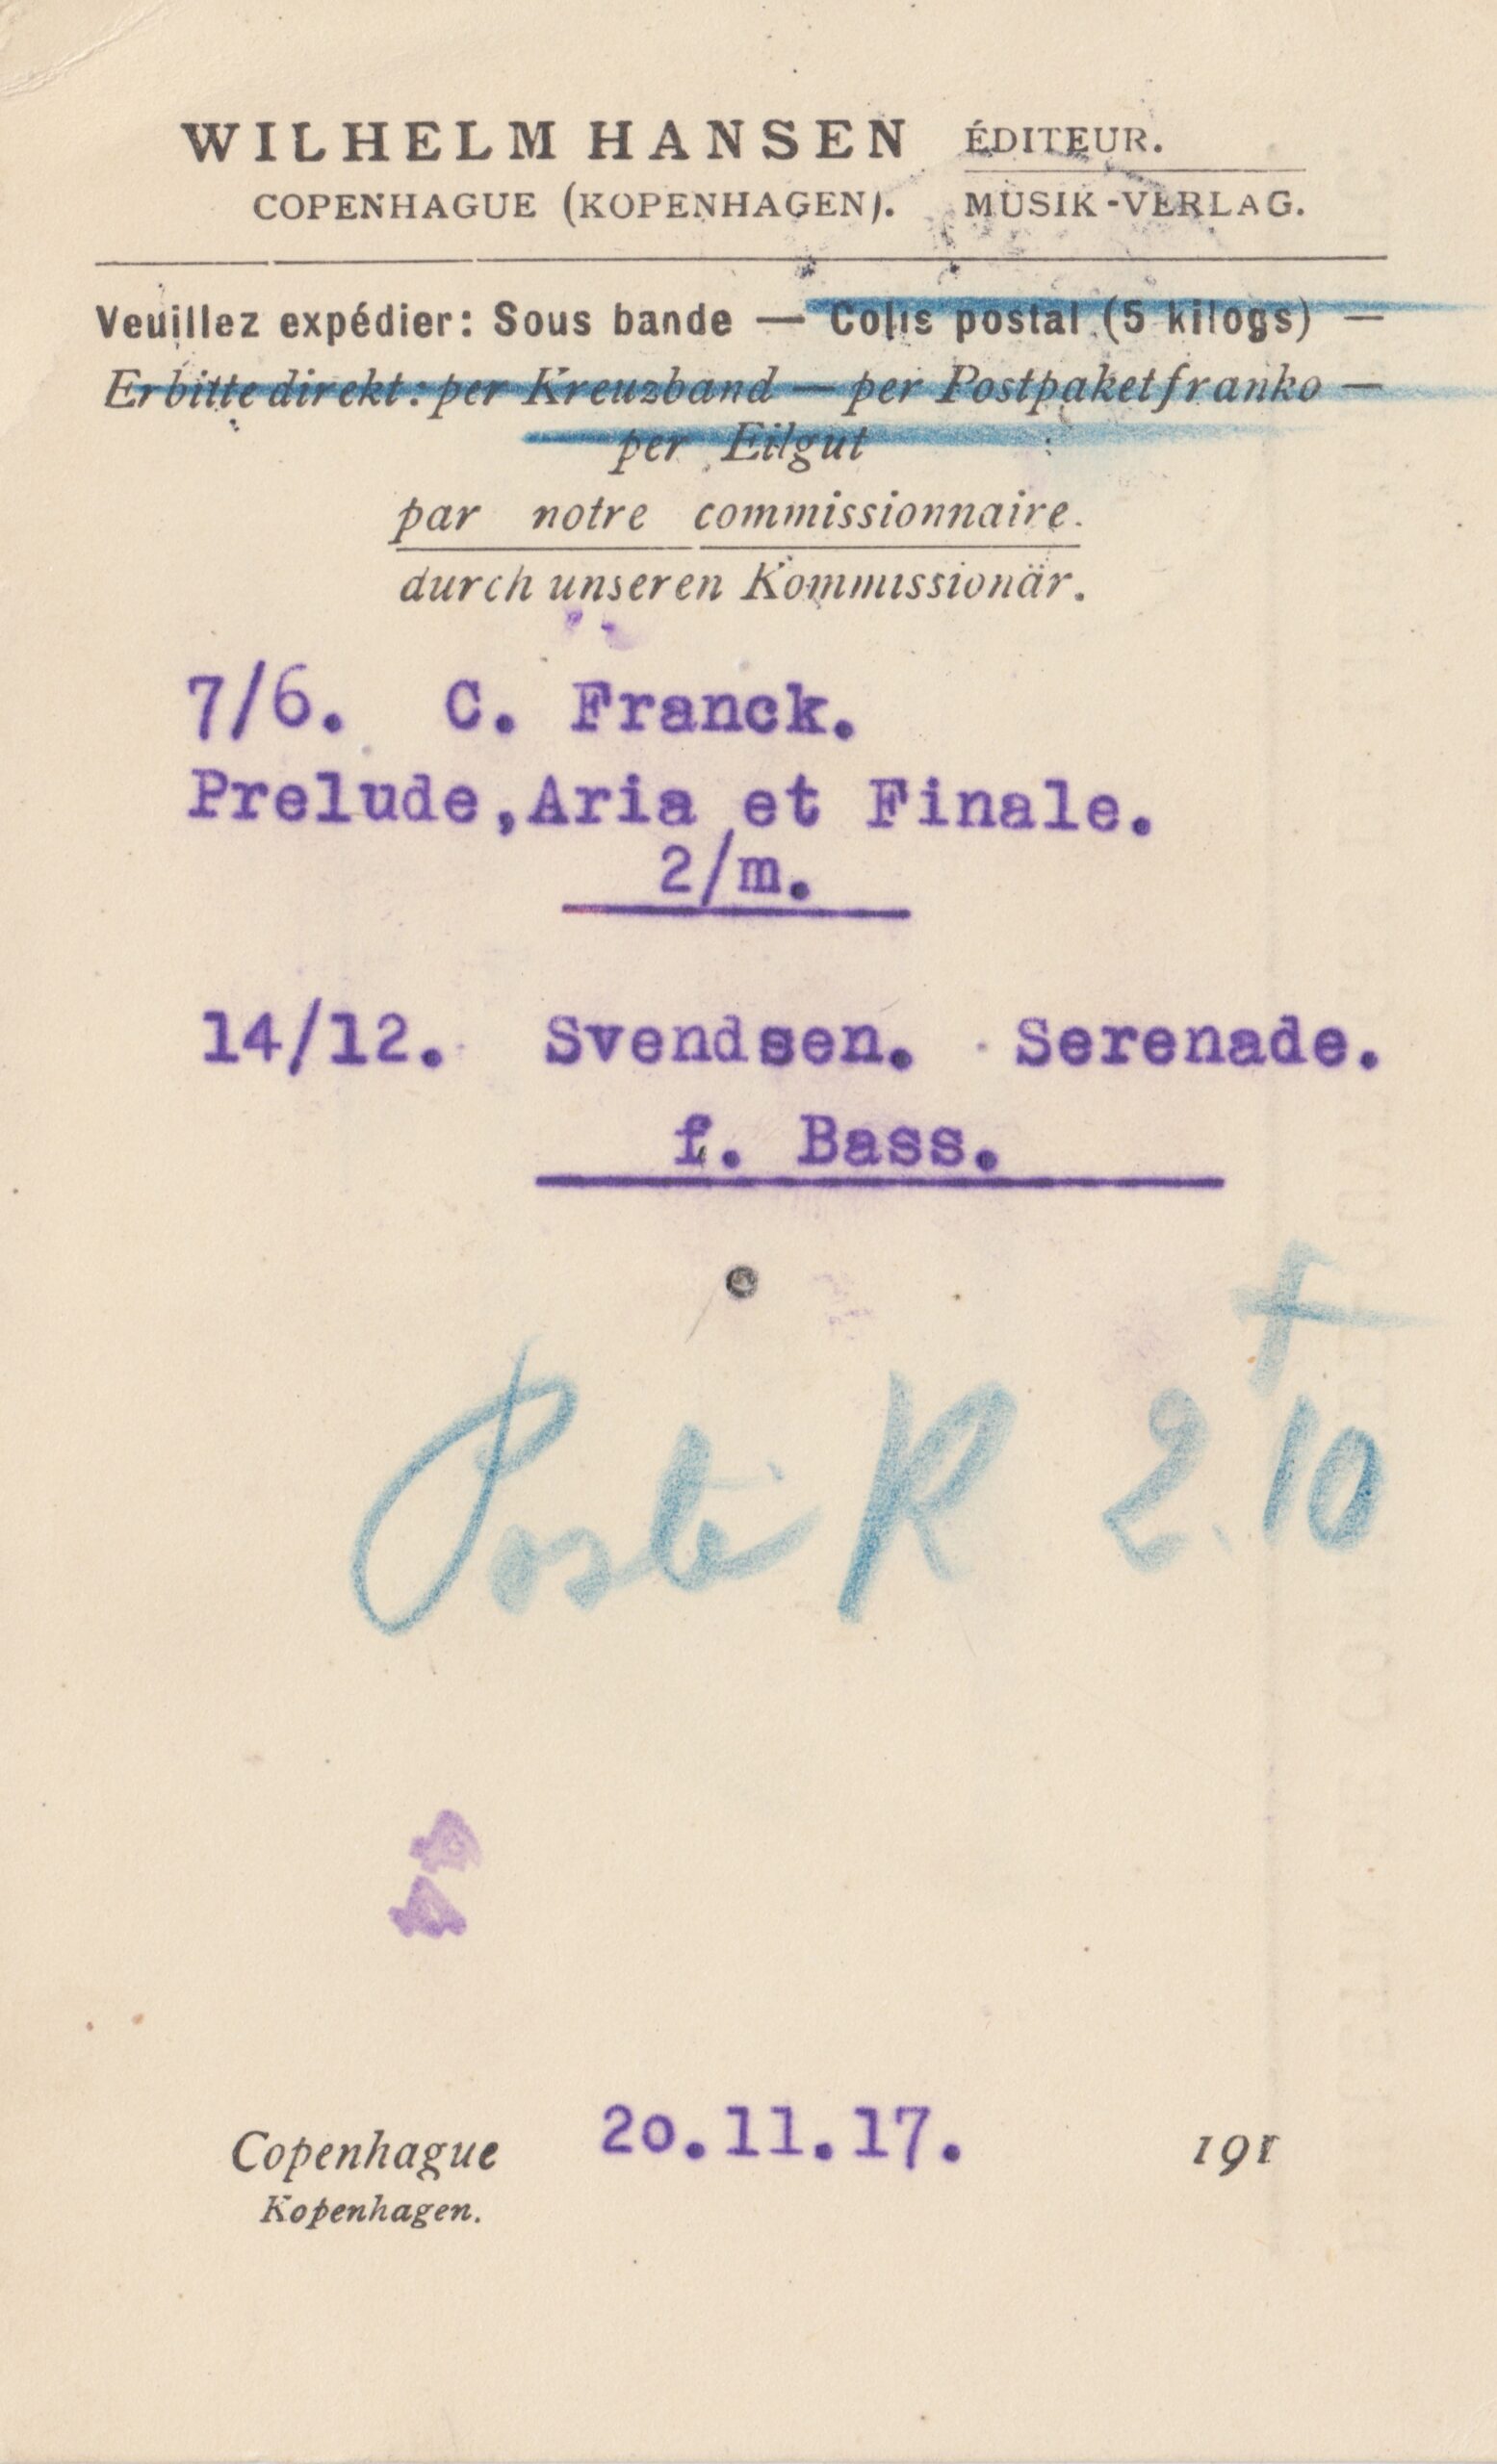 WILHELM HANSEN ÉDITEUR.
COPENHAGUE (KOPENHAGEN). MUSIK-VERLAG.
Veuillez expédier: Sous bande — Colis postal (5 kilogs) —
Erbitte direkt: per Kreuzband — per Postpaket franko —
per Eilgut
par notre commissionnaire.
durch unseren Kommissionär.
7/6. C. Franck.
Prelude,Aria et Finale.
2/m.
14/12. Svendsen. Serenade.
f. Bass.
Poste R 2.10
Copenhague 20.11.17. 191
Kopenhagen.